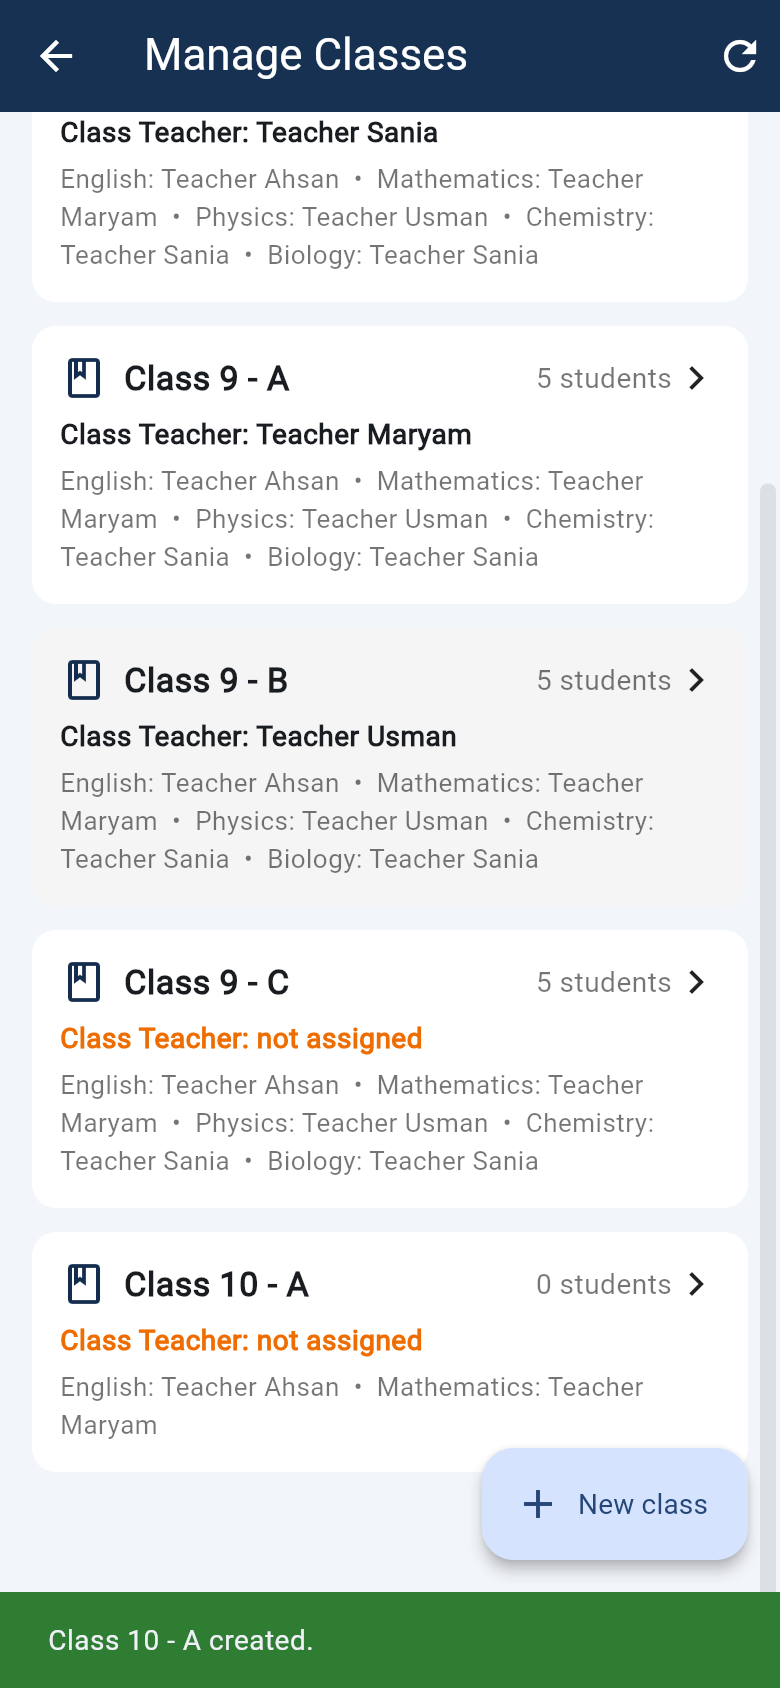 Manage Classes
Class Teacher: Teacher Sania
English: Teacher Ahsan • Mathematics: Teacher
Maryam • Physics: Teacher Usman • Chemistry:
Teacher Sania • Biology: Teacher Sania
Class 9 - A 5 students
Class Teacher: Teacher Maryam
English: Teacher Ahsan • Mathematics: Teacher
Maryam • Physics: Teacher Usman • Chemistry:
Teacher Sania • Biology: Teacher Sania
Class 9 - B 5 students
Class Teacher: Teacher Usman
English: Teacher Ahsan • Mathematics: Teacher
Maryam • Physics: Teacher Usman • Chemistry:
Teacher Sania • Biology: Teacher Sania
Class 9 - C 5 students
Class Teacher: not assigned
English: Teacher Ahsan • Mathematics: Teacher
Maryam • Physics: Teacher Usman • Chemistry:
Teacher Sania • Biology: Teacher Sania
Class 10 - A 0 students
Class Teacher: not assigned
English: Teacher Ahsan • Mathematics: Teacher
Maryam
New class
Class 10 - A created.